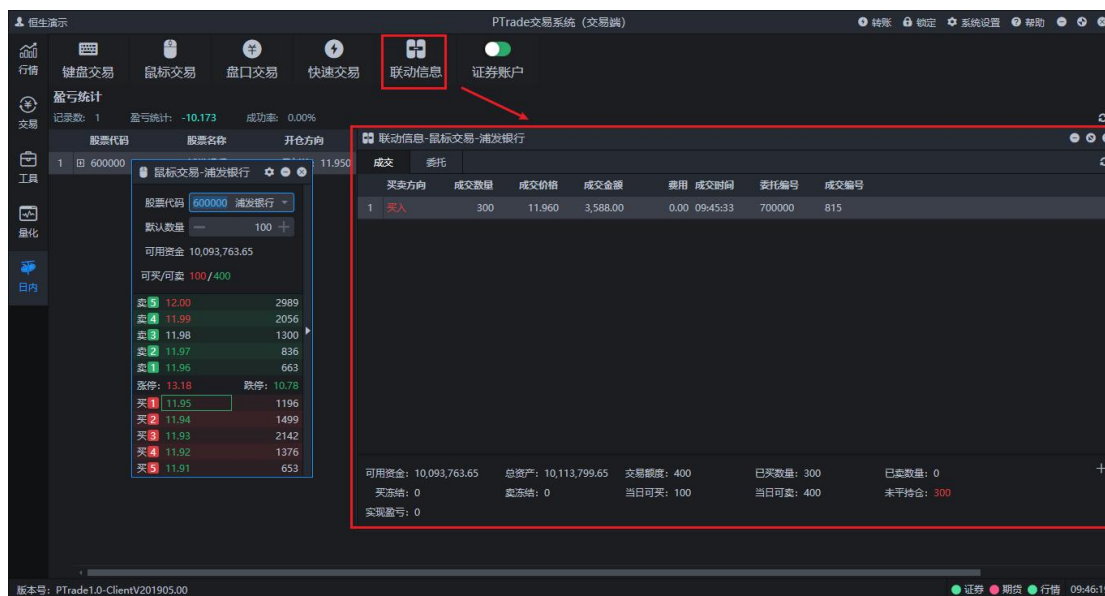 恒生演示 PTrade交易系统（交易端） 转账 锁定 系统设置 帮助
行情 键盘交易 鼠标交易 盘口交易 快速交易 联动信息 证券账户
盈亏统计
交易 记录数: 1 盈亏统计: -10.173 成功率: 0.00%
股票代码 股票名称 开仓方向
1 600000 11.950
工具
量化
日内
鼠标交易-浦发银行
股票代码 600000 浦发银行
默认数量 100
可用资金 10,093,763.65
可买/可卖 100/400
卖5 12.00 2989
卖4 11.99 2056
卖3 11.98 1300
卖2 11.97 836
卖1 11.96 663
涨停: 13.18 跌停: 10.78
买1 11.95 1196
买2 11.94 1499
买3 11.93 2142
买4 11.92 1376
买5 11.91 653
联动信息-鼠标交易-浦发银行
成交 委托
买卖方向 成交数量 成交价格 成交金额 费用 成交时间 委托编号 成交编号
1 买入 300 11.960 3,588.00 0.00 09:45:33 700000 815
可用资金: 10,093,763.65 总资产: 10,113,799.65 交易额度: 400 已买数量: 300 已卖数量: 0
买冻结: 0 卖冻结: 0 当日可买: 100 当日可卖: 400 未平持仓: 300
实现盈亏: 0
版本号: PTrade1.0-ClientV201905.00 证券 期货 行情